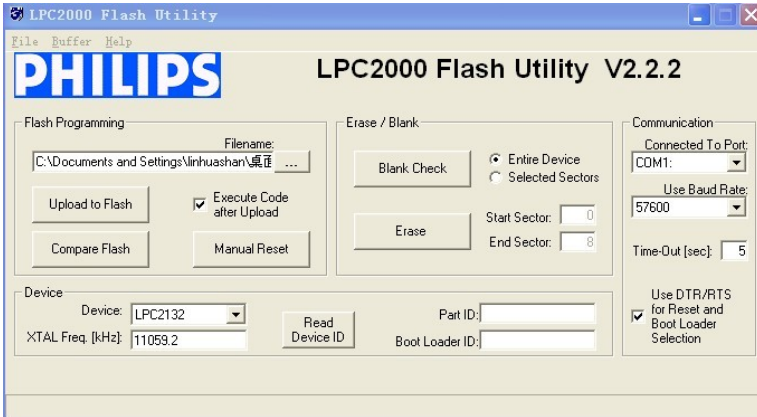 LPC2000 Flash Utility
File Buffer Help
PHILIPS
LPC2000 Flash Utility V2.2.2
Flash Programming
Filename:
C:\Documents and Settings\linhuashan\桌面
...
Upload to Flash
Execute Code
after Upload
Compare Flash
Manual Reset
Erase / Blank
Blank Check
Entire Device
Selected Sectors
Erase
Start Sector: 0
End Sector: 8
Communication
Connected To Port:
COM1:
Use Baud Rate:
57600
Time-Out [sec]: 5
Use DTR/RTS
for Reset and
Boot Loader
Selection
Device
Device: LPC2132
XTAL Freq. [kHz]: 11059.2
Read
Device ID
Part ID:
Boot Loader ID: